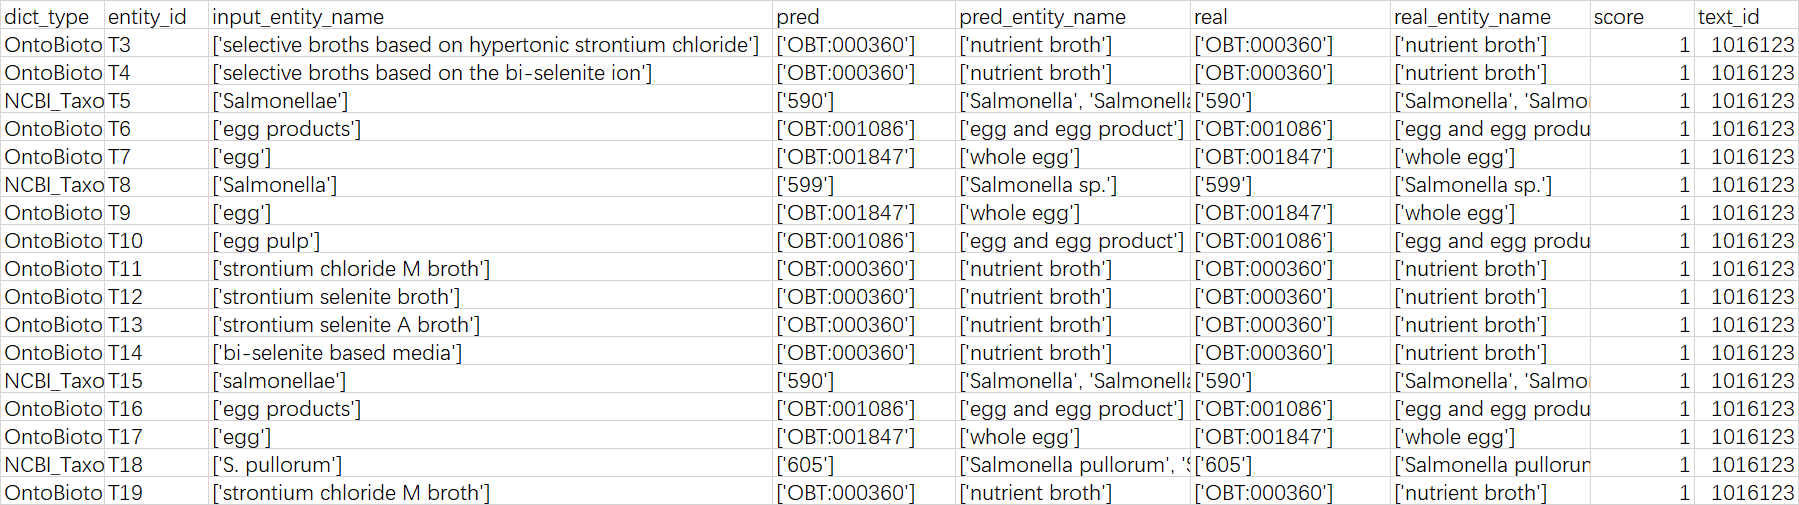 dict_type entity_id input_entity_name pred pred_entity_name real real_entity_name score text_id
OntoBioto T3 ['selective broths based on hypertonic strontium chloride'] ['OBT:000360'] ['nutrient broth'] ['OBT:000360'] ['nutrient broth'] 1 1016123
OntoBioto T4 ['selective broths based on the bi-selenite ion'] ['OBT:000360'] ['nutrient broth'] ['OBT:000360'] ['nutrient broth'] 1 1016123
NCBI_Taxo T5 ['Salmonellae'] ['590'] ['Salmonella', 'Salmonella ['590'] ['Salmonella', 'Salmo 1 1016123
OntoBioto T6 ['egg products'] ['OBT:001086'] ['egg and egg product'] ['OBT:001086'] ['egg and egg produ 1 1016123
OntoBioto T7 ['egg'] ['OBT:001847'] ['whole egg'] ['OBT:001847'] ['whole egg'] 1 1016123
NCBI_Taxo T8 ['Salmonella'] ['599'] ['Salmonella sp.'] ['599'] ['Salmonella sp.'] 1 1016123
OntoBioto T9 ['egg'] ['OBT:001847'] ['whole egg'] ['OBT:001847'] ['whole egg'] 1 1016123
OntoBioto T10 ['egg pulp'] ['OBT:001086'] ['egg and egg product'] ['OBT:001086'] ['egg and egg produ 1 1016123
OntoBioto T11 ['strontium chloride M broth'] ['OBT:000360'] ['nutrient broth'] ['OBT:000360'] ['nutrient broth'] 1 1016123
OntoBioto T12 ['strontium selenite broth'] ['OBT:000360'] ['nutrient broth'] ['OBT:000360'] ['nutrient broth'] 1 1016123
OntoBioto T13 ['strontium selenite A broth'] ['OBT:000360'] ['nutrient broth'] ['OBT:000360'] ['nutrient broth'] 1 1016123
OntoBioto T14 ['bi-selenite based media'] ['OBT:000360'] ['nutrient broth'] ['OBT:000360'] ['nutrient broth'] 1 1016123
NCBI_Taxo T15 ['salmonellae'] ['590'] ['Salmonella', 'Salmonella ['590'] ['Salmonella', 'Salmo 1 1016123
OntoBioto T16 ['egg products'] ['OBT:001086'] ['egg and egg product'] ['OBT:001086'] ['egg and egg produ 1 1016123
OntoBioto T17 ['egg'] ['OBT:001847'] ['whole egg'] ['OBT:001847'] ['whole egg'] 1 1016123
NCBI_Taxo T18 ['S. pullorum'] ['605'] ['Salmonella pullorum', 'S ['605'] ['Salmonella pullorum 1 1016123
OntoBioto T19 ['strontium chloride M broth'] ['OBT:000360'] ['nutrient broth'] ['OBT:000360'] ['nutrient broth'] 1 1016123